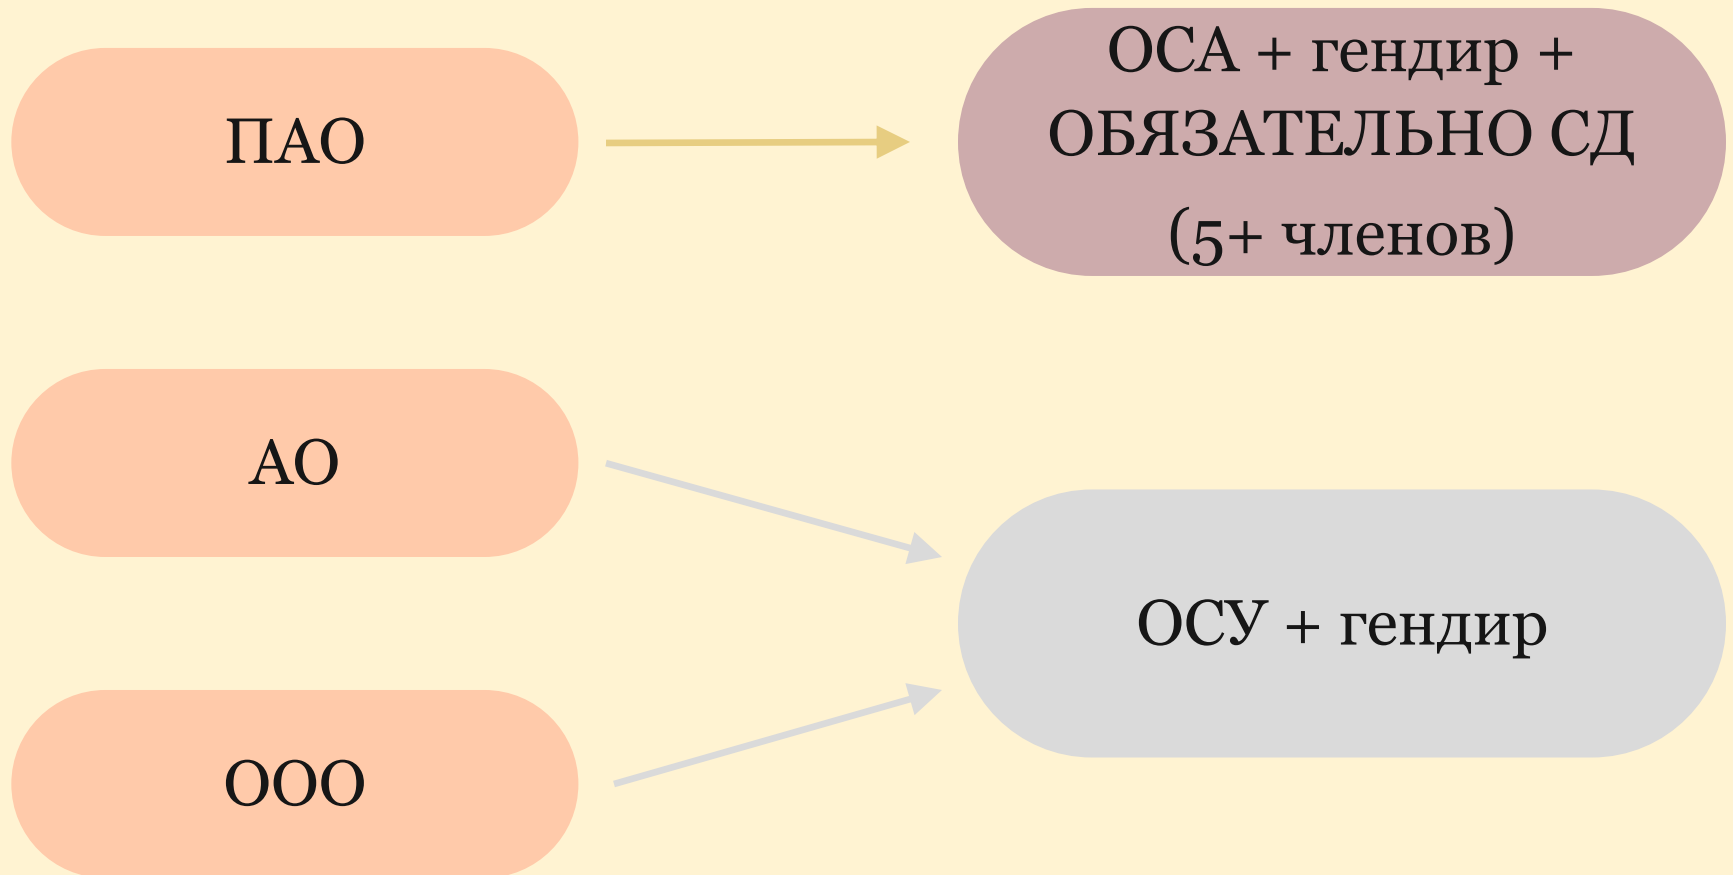 ПАО
ОСА + гендир +
ОБЯЗАТЕЛЬНО СД
(5+ членов)
АО
ОСУ + гендир
ООО